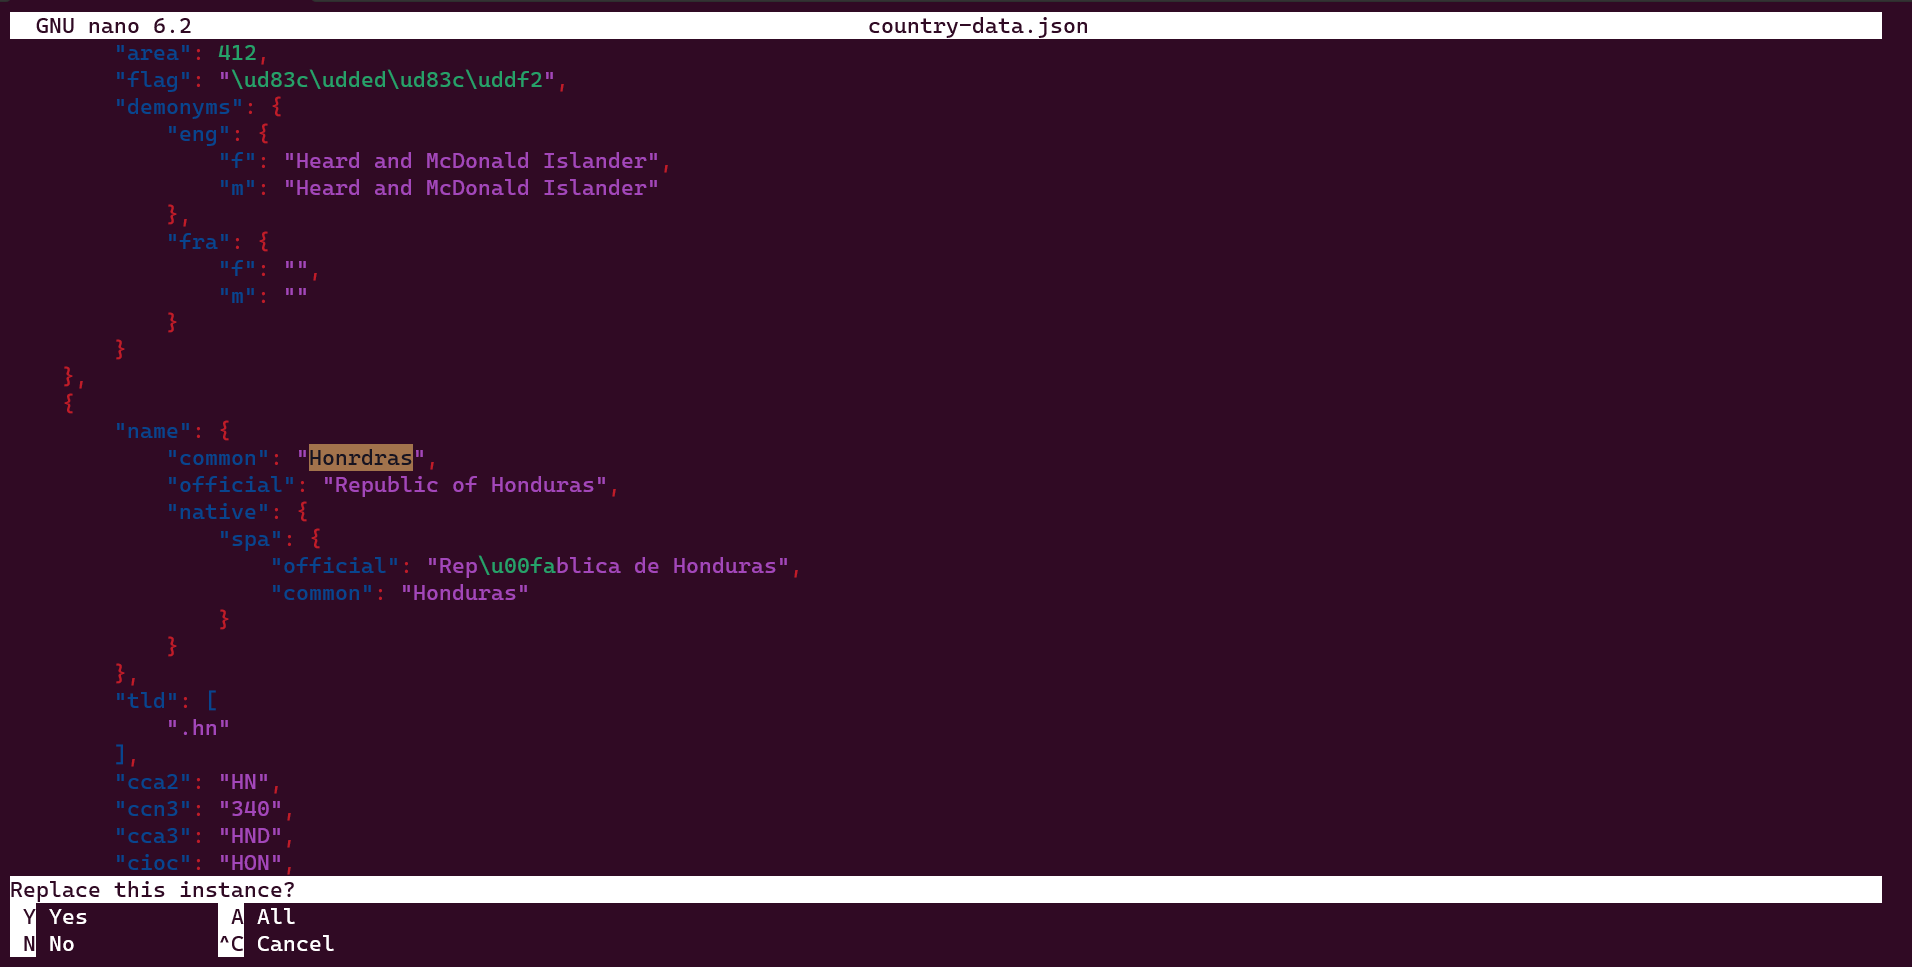 GNU nano 6.2 country-data.json
"area": 412,
"flag": "\ud83c\udded\ud83c\uddf2",
"demonyms": {
"eng": {
"f": "Heard and McDonald Islander",
"m": "Heard and McDonald Islander"
},
"fra": {
"f": "",
"m": ""
}
}
},
{
"name": {
"common": "Honrdras",
"official": "Republic of Honduras",
"native": {
"spa": {
"official": "Rep\u00fablica de Honduras",
"common": "Honduras"
}
}
},
"tld": [
".hn"
],
"cca2": "HN",
"ccn3": "340",
"cca3": "HND",
"cioc": "HON",
Replace this instance?
Y Yes A All
N No ^C Cancel